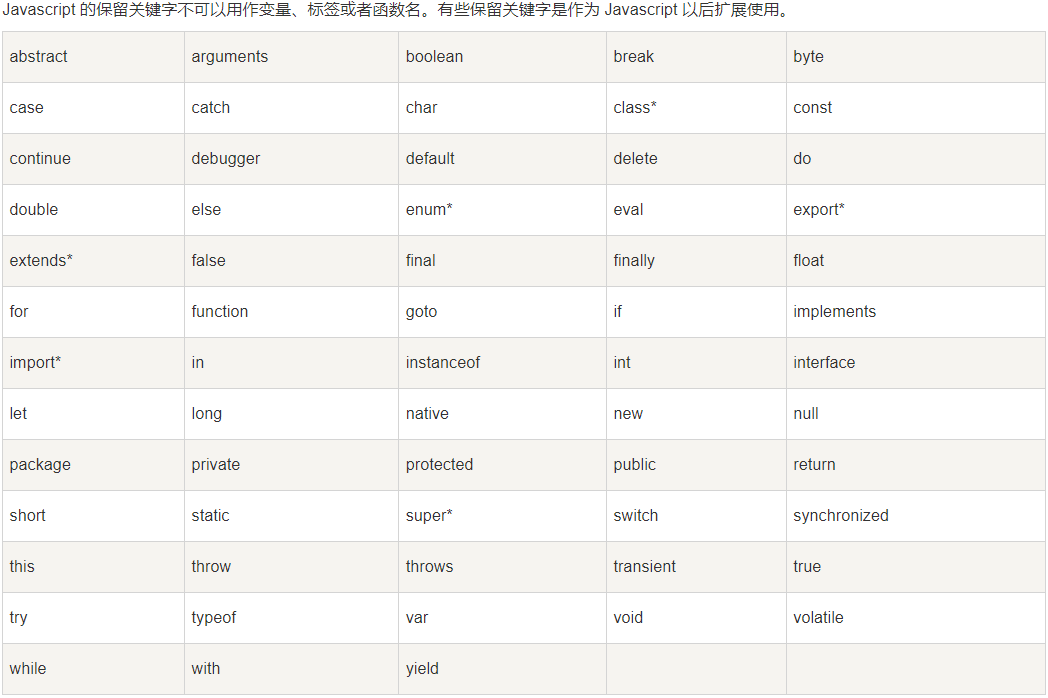 Javascript 的保留关键字不可以用作变量、标签或者函数名。有些保留关键字是作为 Javascript 以后扩展使用。
abstract arguments boolean break byte
case catch char class* const
continue debugger default delete do
double else enum* eval export*
extends* false final finally float
for function goto if implements
import* in instanceof int interface
let long native new null
package private protected public return
short static super* switch synchronized
this throw throws transient true
try typeof var void volatile
while with yield